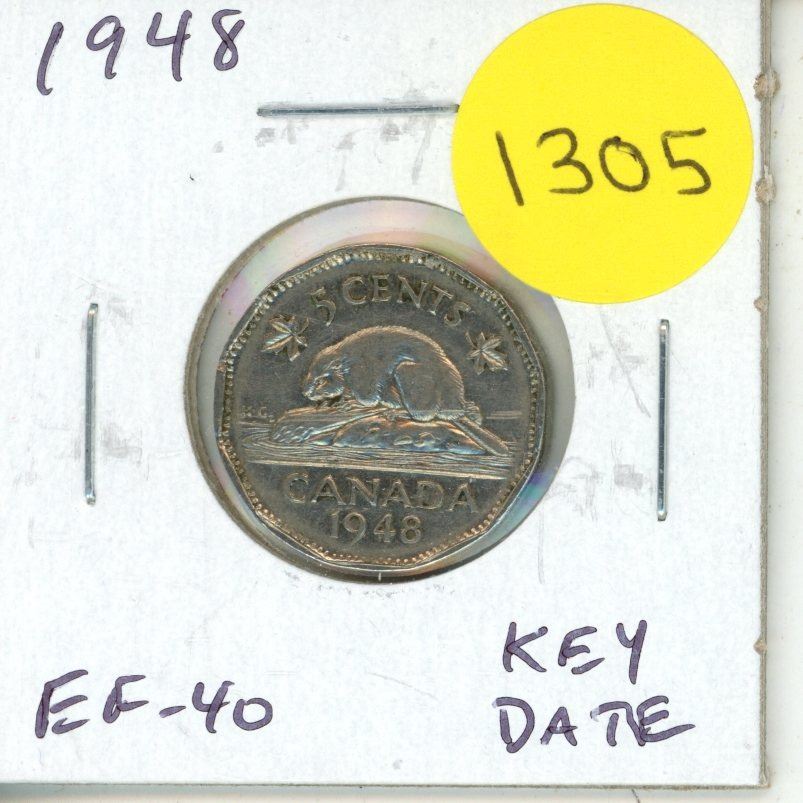 1948
1305
5 CENTS
K.G.
CANADA
1948
KEY
EF-40
DATE